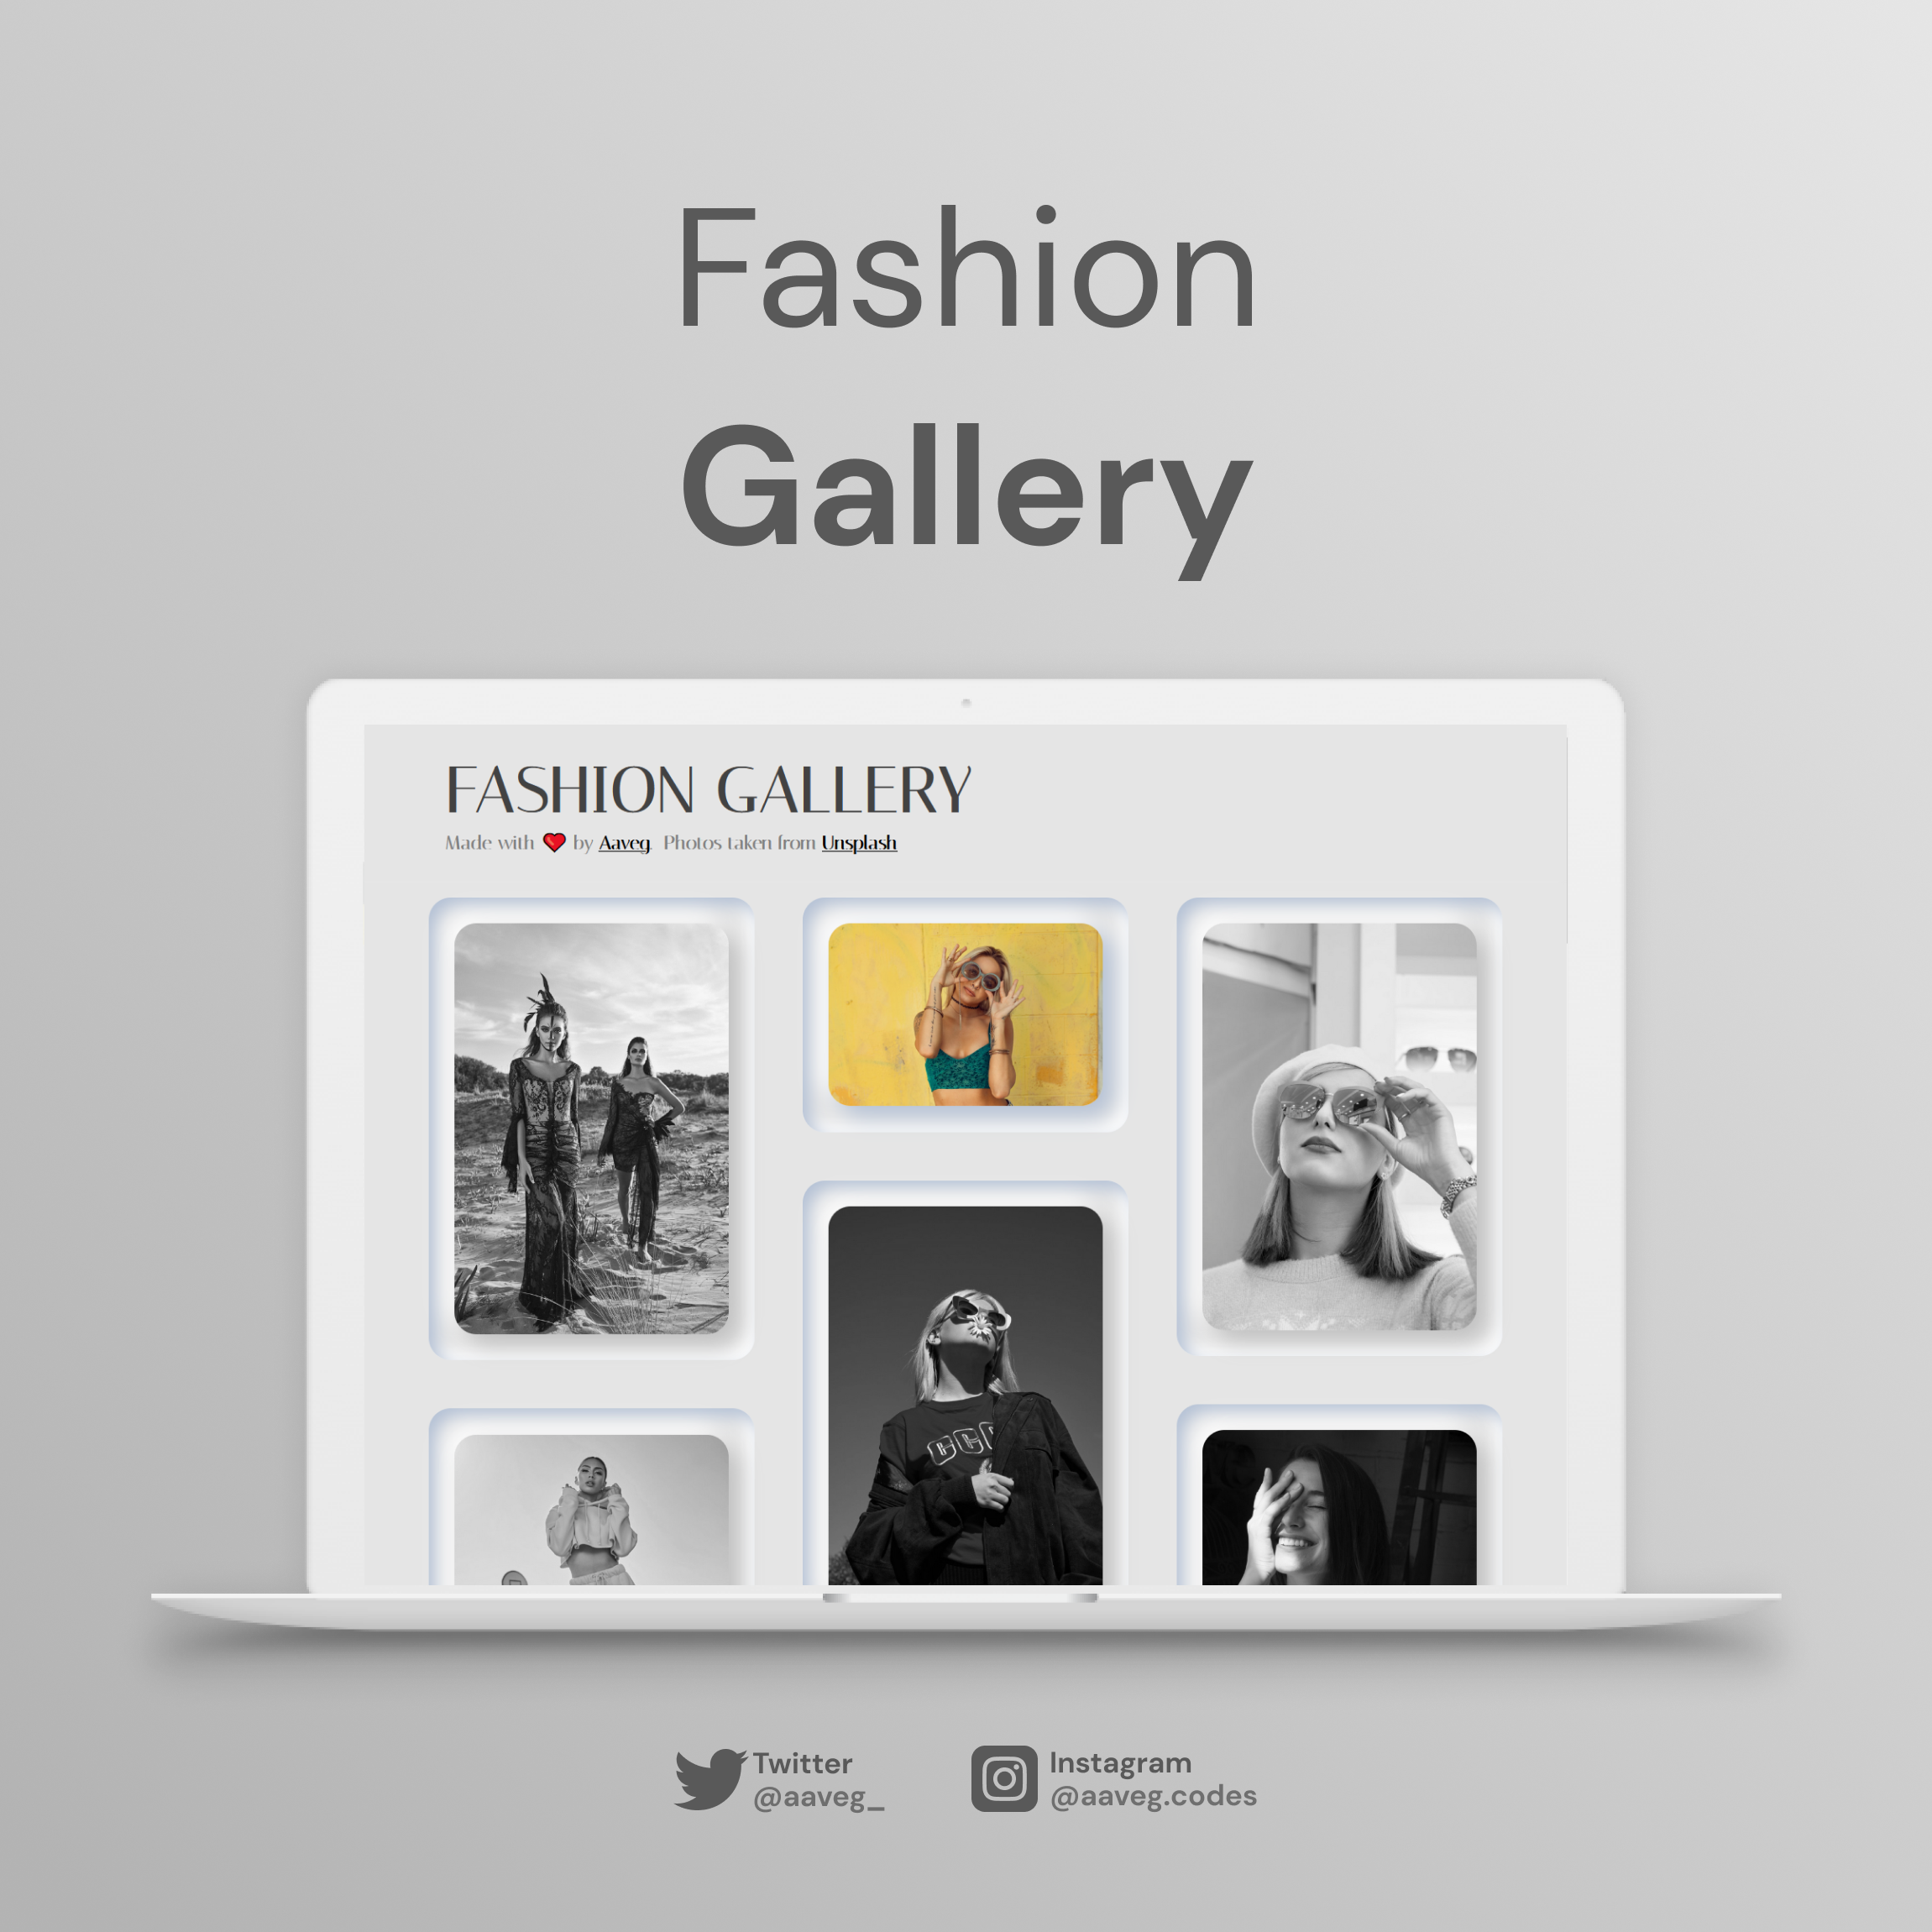 Fashion
Gallery
FASHION GALLERY
Made with ❤️ by Aaveg. Photos taken from Unsplash
Twitter
@aaveg_
Instagram
@aaveg.codes